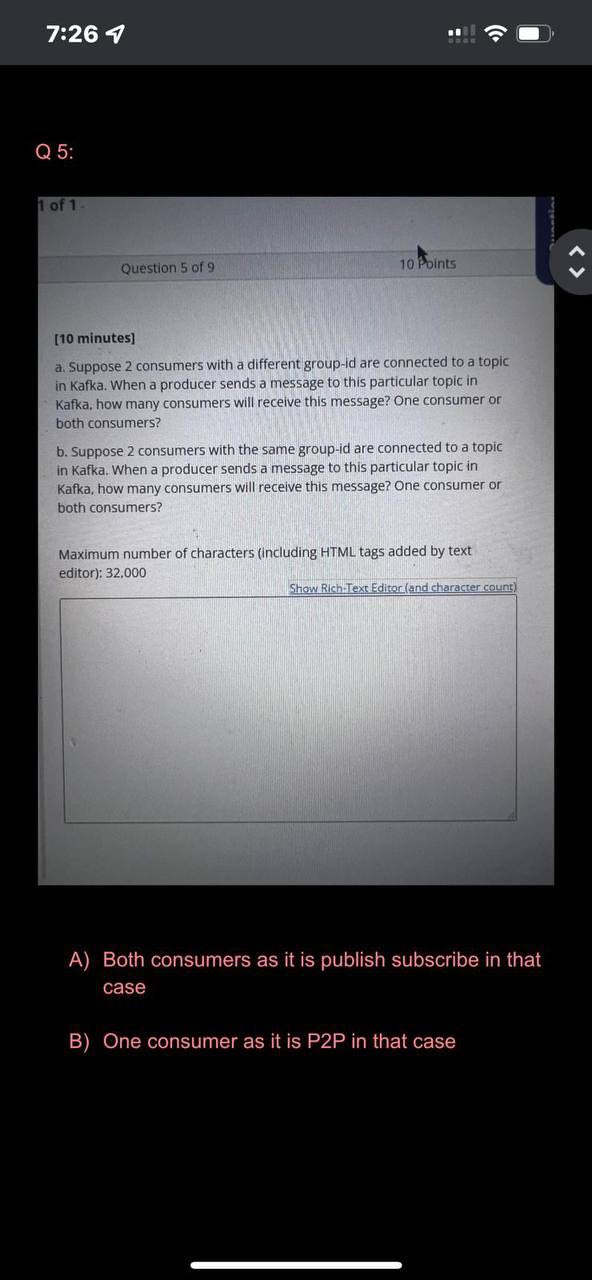 7:26
Q 5:
1 of 1
Question 5 of 9
10 Points
[10 minutes]
a. Suppose 2 consumers with a different group-id are connected to a topic
in Kafka. When a producer sends a message to this particular topic in
Kafka, how many consumers will receive this message? One consumer or
both consumers?
b. Suppose 2 consumers with the same group-id are connected to a topic
in Kafka. When a producer sends a message to this particular topic in
Kafka, how many consumers will receive this message? One consumer or
both consumers?
Maximum number of characters (including HTML tags added by text
editor): 32,000
Show Rich-Text Editor (and character count)
A) Both consumers as it is publish subscribe in that
case
B) One consumer as it is P2P in that case